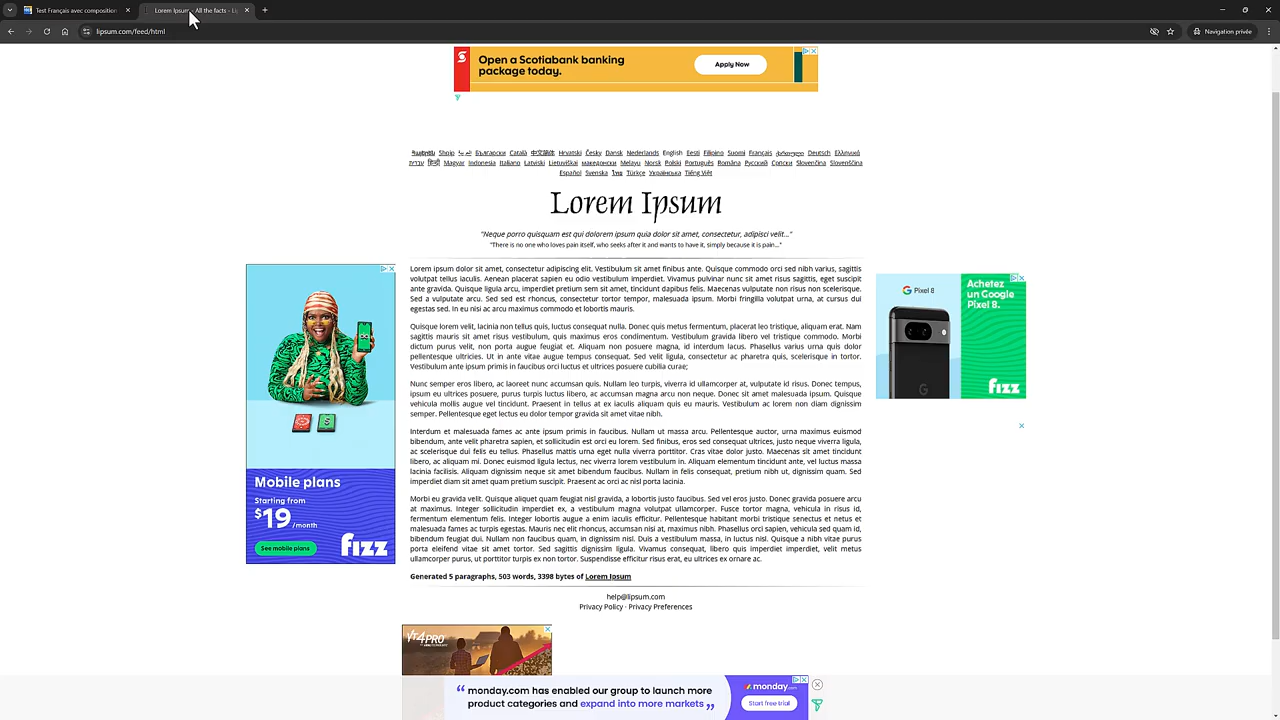 Test Français avec composition
Lorem Ipsum - All the facts - Li
lipsum.com/feed/html
Navigation privée
Open a Scotiabank banking
package today.
Apply Now
Հայերեն Shqip العربية Български Català 中文简体 Hrvatski Česky Dansk Nederlands English Eesti Filipino Suomi Français ქართული Deutsch Ελληνικά
עברית हिन्दी Magyar Indonesia Italiano Latviski Lietuviškai македонски Melayu Norsk Polski Português Româna Русский Српски Slovenčina Slovenščina
Español Svenska ไทย Türkçe Українська Tiếng Việt
Lorem Ipsum
"Neque porro quisquam est qui dolorem ipsum quia dolor sit amet, consectetur, adipisci velit..."
"There is no one who loves pain itself, who seeks after it and wants to have it, simply because it is pain..."
Lorem ipsum dolor sit amet, consectetur adipiscing elit. Vestibulum sit amet finibus ante. Quisque commodo orci sed nibh varius, sagittis
volutpat tellus iaculis. Aenean placerat sapien eu odio vestibulum imperdiet. Vivamus pulvinar nunc sit amet risus sagittis, eget suscipit
ante gravida. Quisque ligula arcu, imperdiet pretium sem sit amet, tincidunt dapibus felis. Maecenas vulputate non risus non scelerisque.
Sed a vulputate arcu. Sed sed est rhoncus, consectetur tortor tempor, malesuada ipsum. Morbi fringilla volutpat urna, at cursus dui
egestas sed. In eu nisi ac arcu maximus commodo et lobortis mauris.
Quisque lorem velit, lacinia non tellus quis, luctus consequat nulla. Donec quis metus fermentum, placerat leo tristique, aliquam erat. Nam
sagittis mauris sit amet risus vestibulum, quis maximus eros condimentum. Vestibulum gravida libero vel tristique commodo. Morbi
dictum purus velit, non porta augue feugiat et. Aliquam non posuere magna, id interdum lacus. Phasellus varius urna quis dolor
pellentesque ultricies. Ut in ante vitae augue tempus consequat. Sed velit ligula, consectetur ac pharetra quis, scelerisque in tortor.
Vestibulum ante ipsum primis in faucibus orci luctus et ultrices posuere cubilia curae;
Nunc semper eros libero, ac laoreet nunc accumsan quis. Nullam leo turpis, viverra id ullamcorper at, vulputate id risus. Donec tempus,
ipsum eu ultrices posuere, purus turpis luctus libero, ac accumsan magna arcu non neque. Donec sit amet malesuada ipsum. Quisque
vehicula mollis augue vel tincidunt. Praesent in tellus at ex iaculis aliquam quis eu mauris. Vestibulum ac lorem non diam dignissim
semper. Pellentesque eget lectus eu dolor tempor gravida sit amet vitae nibh.
Interdum et malesuada fames ac ante ipsum primis in faucibus. Nullam ut massa arcu. Pellentesque auctor, urna maximus euismod
bibendum, ante velit pharetra sapien, et sollicitudin est orci eu lorem. Sed finibus, eros sed consequat ultrices, justo neque viverra ligula,
ac scelerisque dui felis eu tellus. Phasellus mattis urna eget nulla viverra porttitor. Cras vitae dolor justo. Maecenas sit amet tincidunt
libero, ac aliquam mi. Donec euismod ligula lectus, nec viverra lorem vestibulum in. Aliquam elementum tincidunt ante, vel luctus massa
lacinia facilisis. Aliquam dignissim neque sit amet bibendum faucibus. Nullam in felis consequat, pretium nibh ut, dignissim quam. Sed
imperdiet diam sit amet quam pretium suscipit. Praesent ac orci ac nisl porta lacinia.
Morbi eu gravida velit. Quisque aliquet quam feugiat nisl gravida, a lobortis justo faucibus. Sed vel eros justo. Donec gravida posuere arcu
at maximus. Integer sollicitudin imperdiet ex, a vestibulum magna volutpat ullamcorper. Fusce tortor magna, vehicula in risus id,
fermentum elementum felis. Integer lobortis augue a enim iaculis efficitur. Pellentesque habitant morbi tristique senectus et netus et
malesuada fames ac turpis egestas. Mauris nec elit rhoncus, accumsan nisi at, maximus nibh. Phasellus orci sapien, vehicula sed quam id,
bibendum feugiat dui. Nullam non faucibus quam, in dignissim nisl. Duis a vestibulum massa, in luctus nisl. Quisque a nibh vitae purus
porta eleifend vitae sit amet tortor. Sed sagittis dignissim ligula. Vivamus consequat, libero quis imperdiet imperdiet, velit metus
ullamcorper purus, ut porttitor turpis ex non tortor. Suspendisse efficitur risus erat, eu ultrices ex ornare ac.
Generated 5 paragraphs, 503 words, 3398 bytes of Lorem Ipsum
help@lipsum.com
Privacy Policy · Privacy Preferences
Mobile plans
Starting from
$19/month
See mobile plans
fizz
G Pixel 8
Achetez
un Google
Pixel 8.
fizz
VT4PRO
“ monday.com has enabled our group to launch more
product categories and expand into more markets ”
monday.com
Start free trial